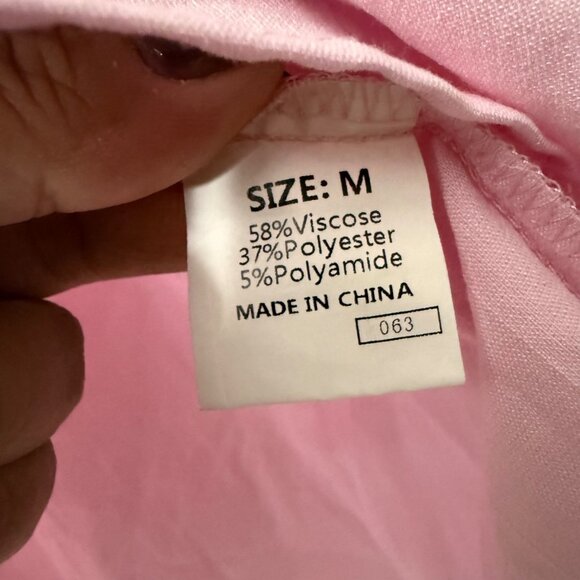 SIZE: M
58%Viscose
37%Polyester
5%Polyamide
MADE IN CHINA
063